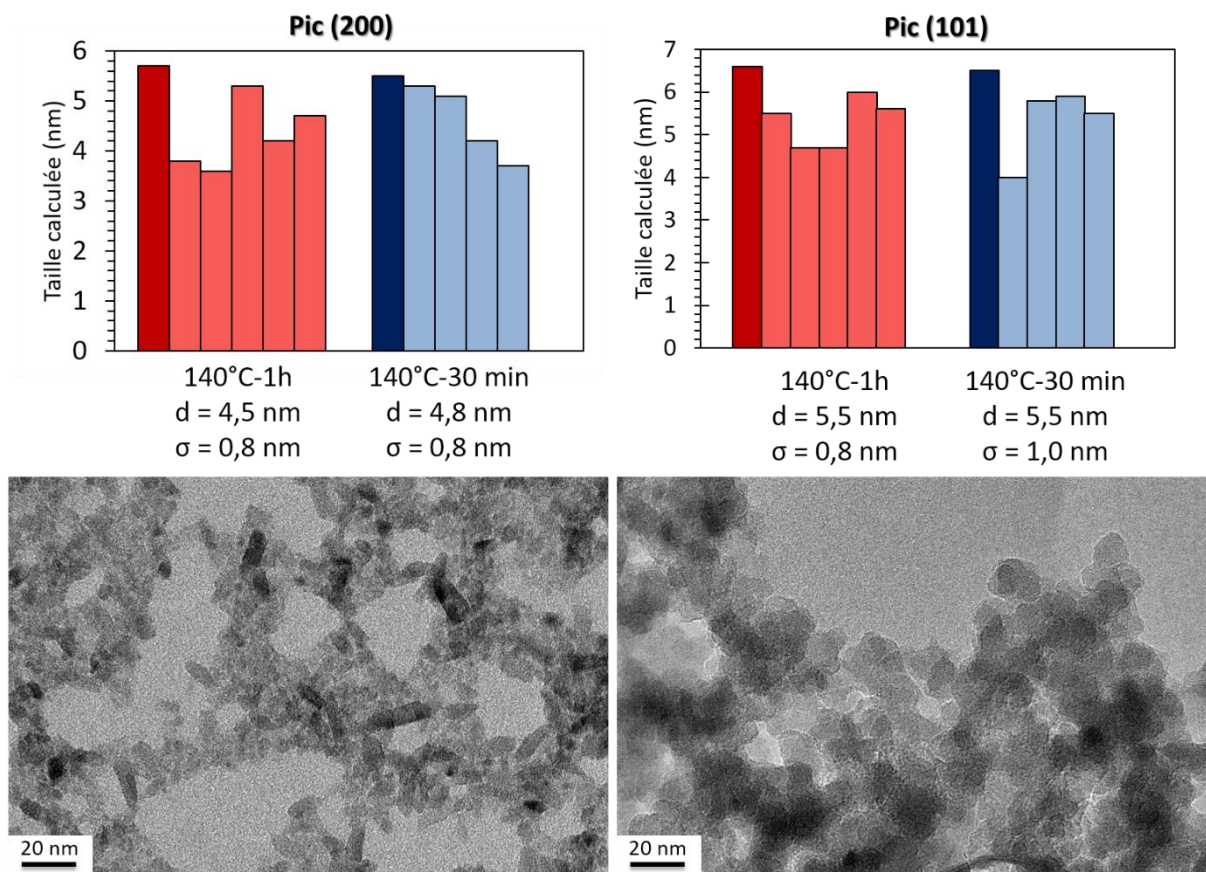 Pic (200)
Taille calculée (nm)
6
5
4
3
2
1
0
140°C-1h
d = 4,5 nm
σ = 0,8 nm
140°C-30 min
d = 4,8 nm
σ = 0,8 nm
Pic (101)
Taille calculée (nm)
7
6
5
4
3
2
1
0
140°C-1h
d = 5,5 nm
σ = 0,8 nm
140°C-30 min
d = 5,5 nm
σ = 1,0 nm
20 nm
20 nm